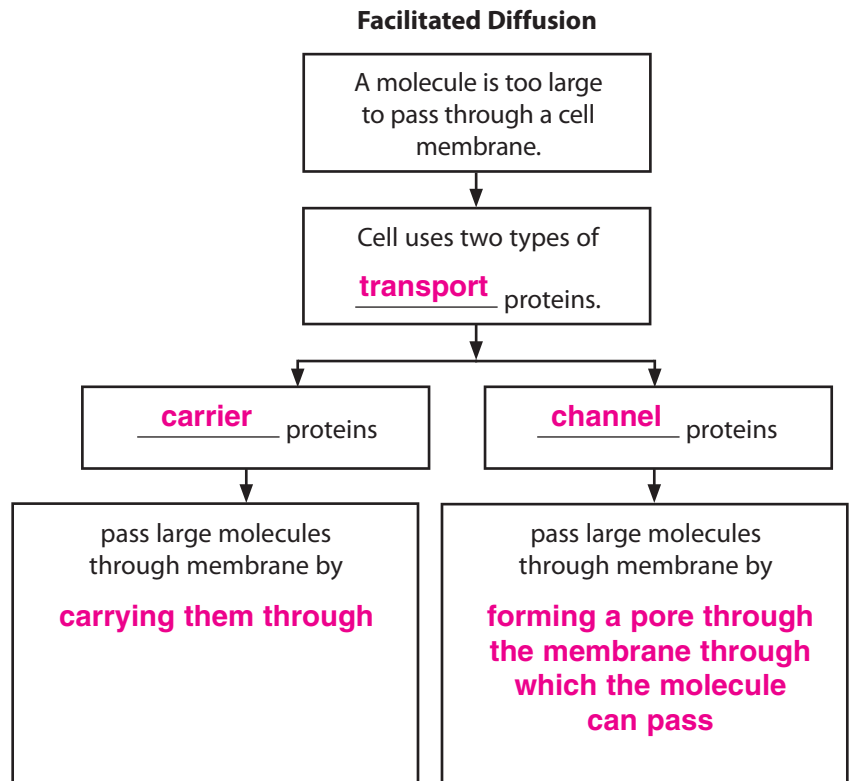 Facilitated Diffusion
A molecule is too large
to pass through a cell
membrane.
Cell uses two types of
transport proteins.
carrier proteins
channel proteins
pass large molecules
through membrane by
carrying them through
pass large molecules
through membrane by
forming a pore through
the membrane through
which the molecule
can pass